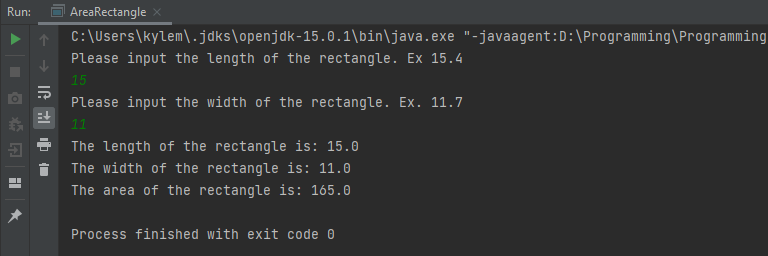 Run: AreaRectangle
C:\Users\kylem\.jdks\openjdk-15.0.1\bin\java.exe "-javaagent:D:\Programming\Programming
Please input the length of the rectangle. Ex 15.4
15
Please input the width of the rectangle. Ex. 11.7
11
The length of the rectangle is: 15.0
The width of the rectangle is: 11.0
The area of the rectangle is: 165.0
Process finished with exit code 0